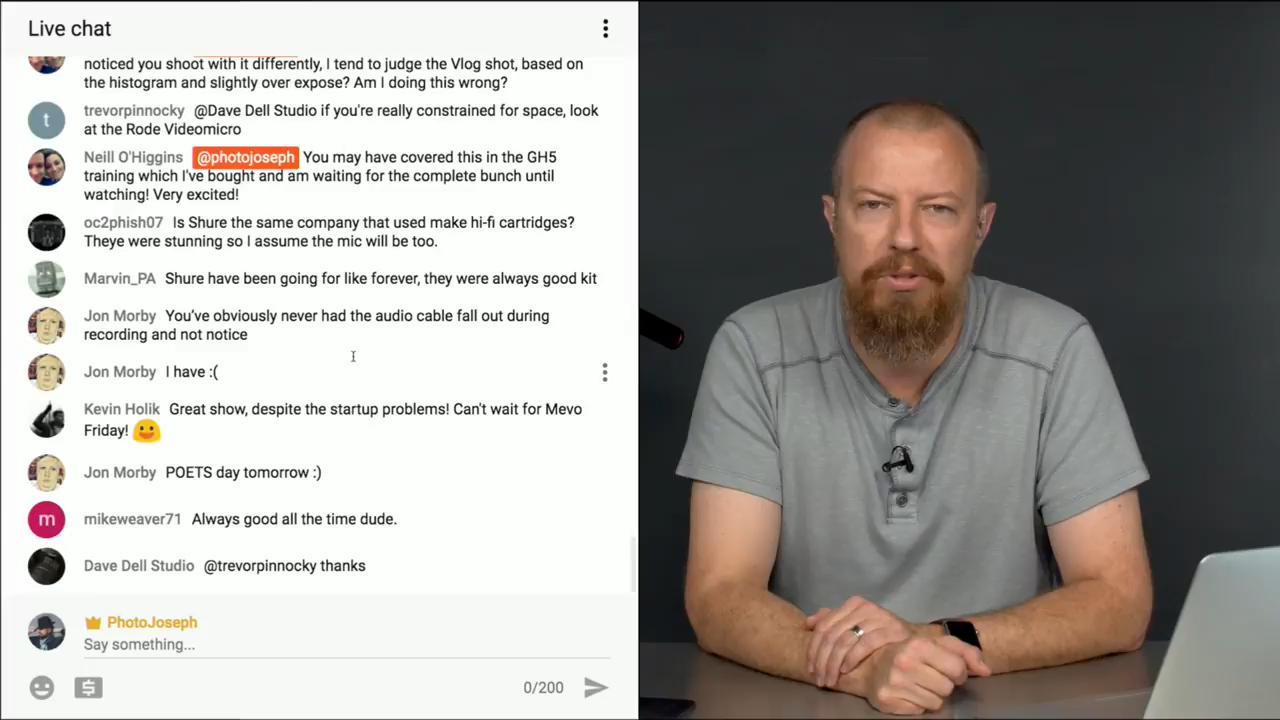 Live chat
noticed you shoot with it differently, I tend to judge the Vlog shot, based on
the histogram and slightly over expose? Am I doing this wrong?
t
trevorpinnocky @Dave Dell Studio if you're really constrained for space, look
at the Rode Videomicro
Neill O'Higgins @photojoseph You may have covered this in the GH5
training which I've bought and am waiting for the complete bunch until
watching! Very excited!
oc2phish07 Is Shure the same company that used make hi-fi cartridges?
Theye were stunning so I assume the mic will be too.
Marvin_PA Shure have been going for like forever, they were always good kit
Jon Morby You've obviously never had the audio cable fall out during
recording and not notice
Jon Morby I have :(
Kevin Holik Great show, despite the startup problems! Can't wait for Mevo
Friday!
Jon Morby POETS day tomorrow :)
m
mikeweaver71 Always good all the time dude.
Dave Dell Studio @trevorpinnocky thanks
PhotoJoseph
Say something...
0/200